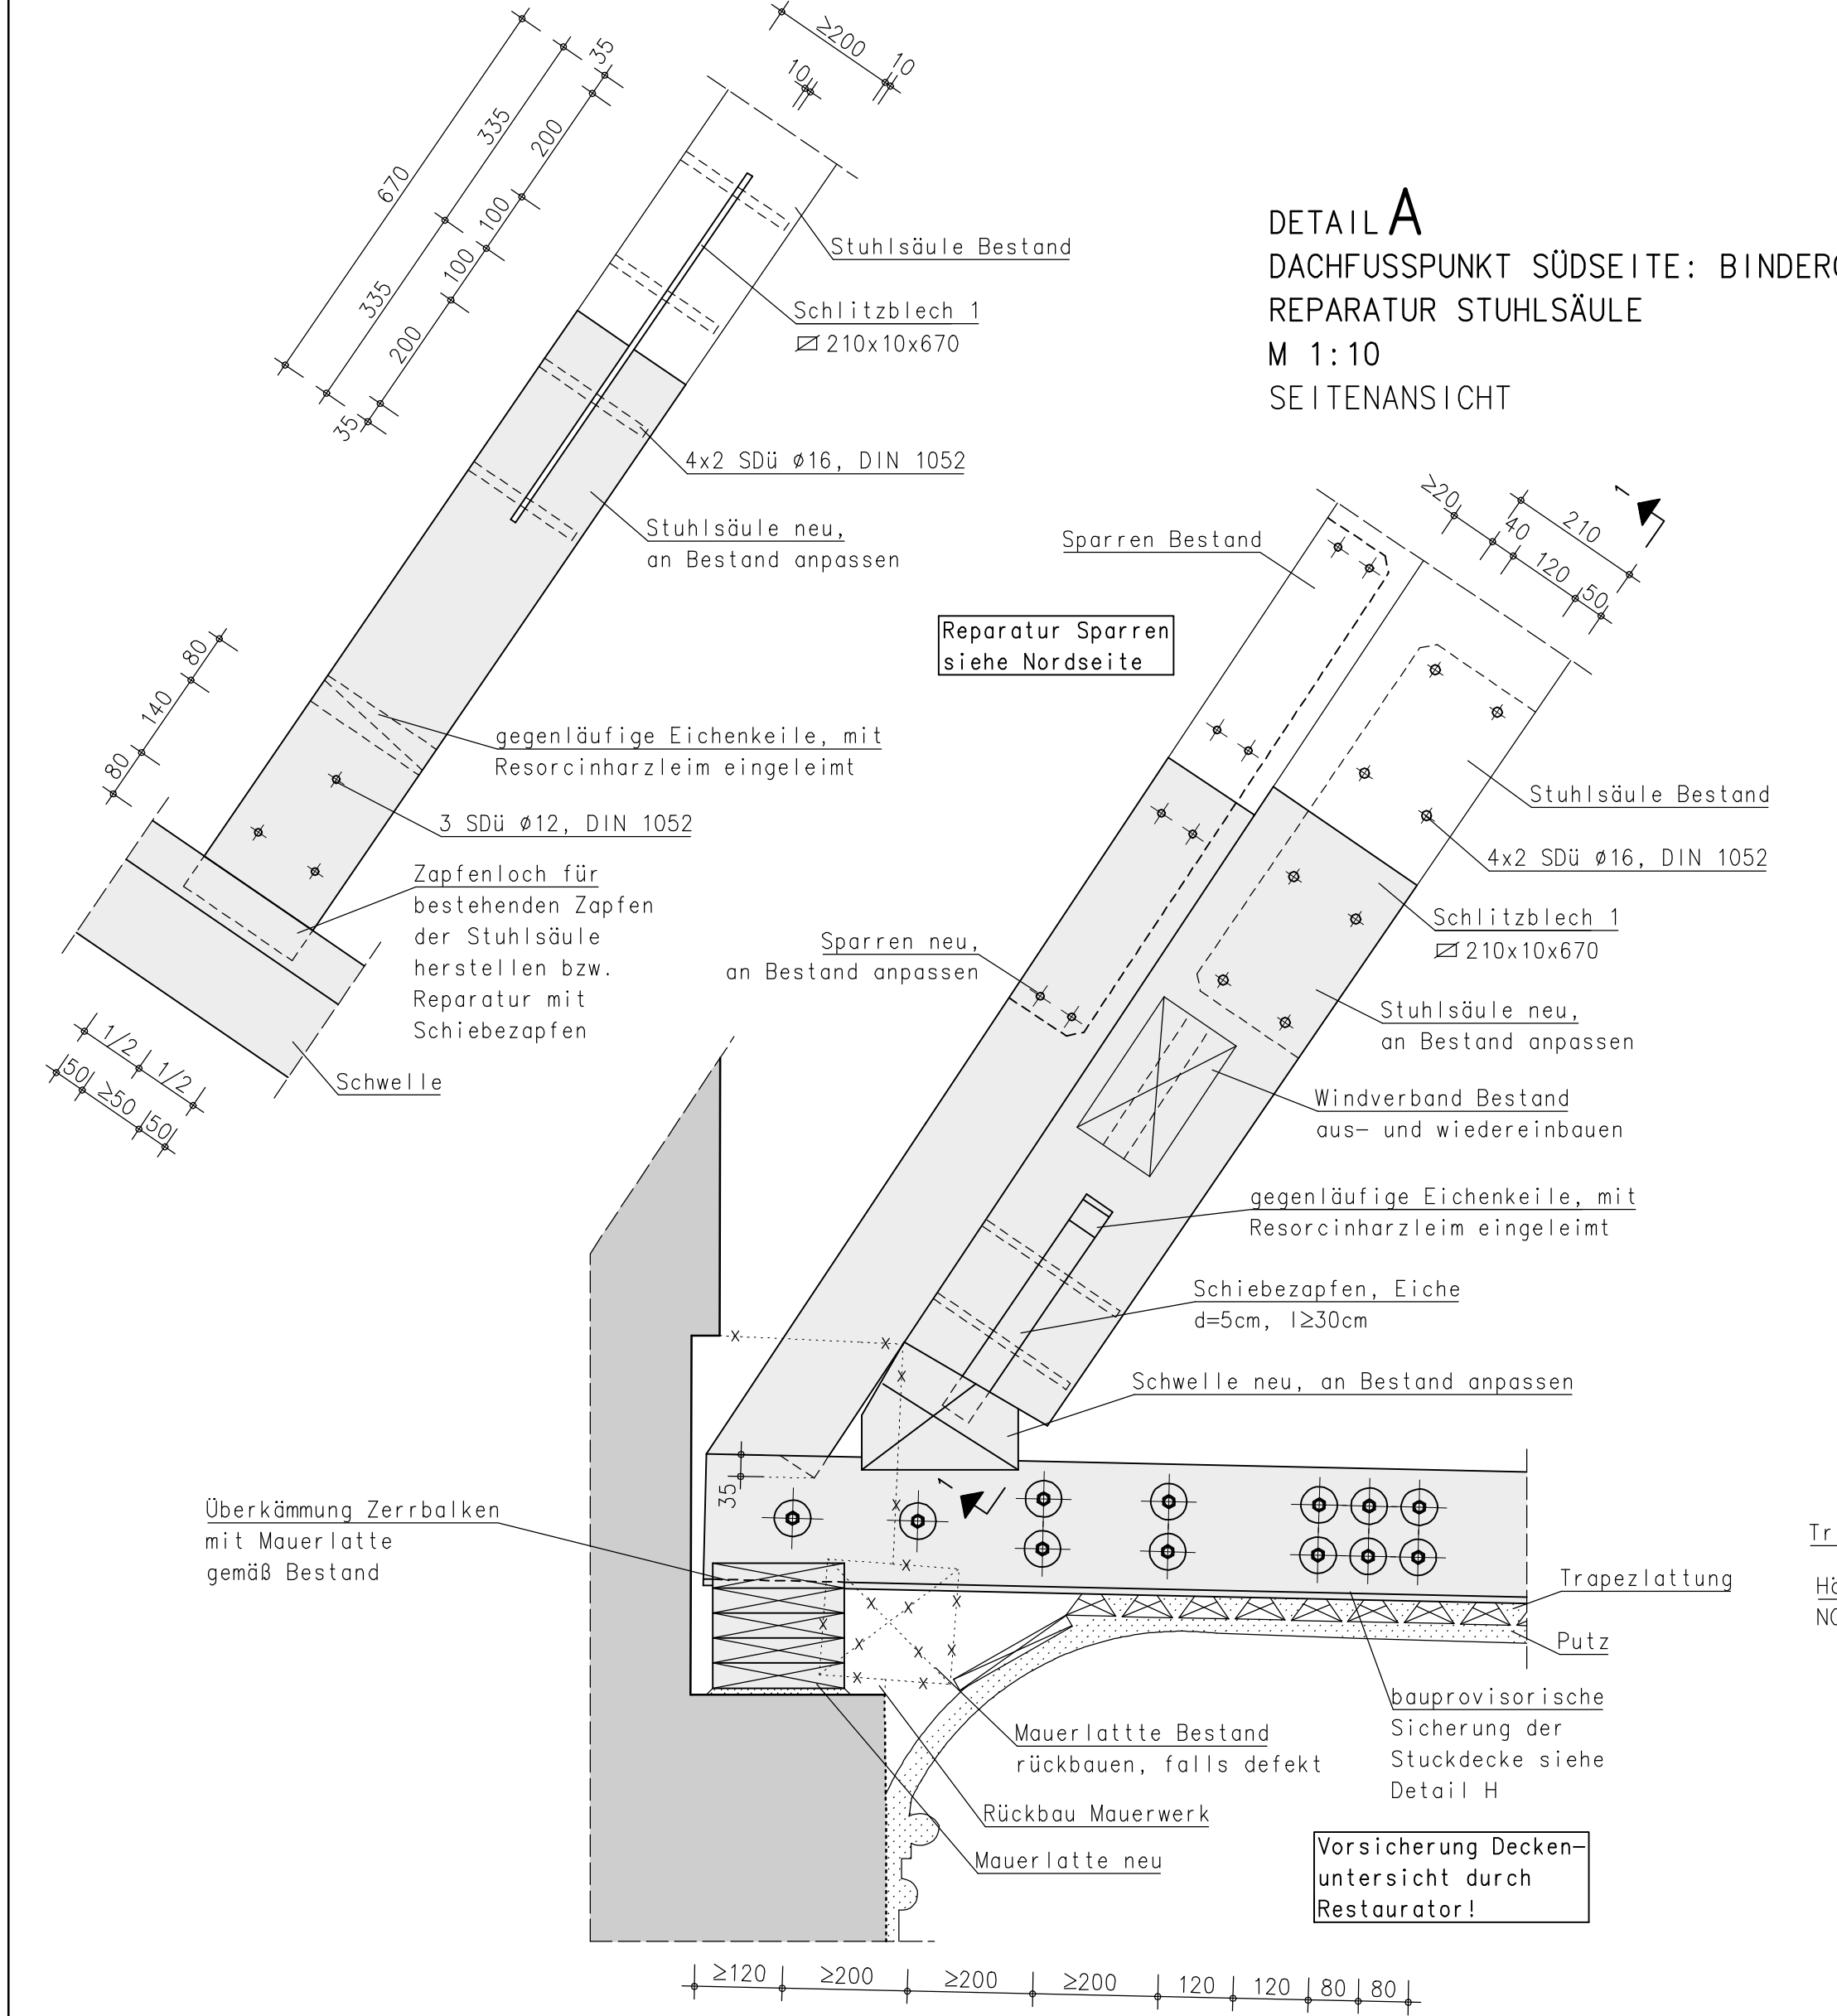 DETAIL A
DACHFUSSPUNKT SÜDSEITE:
REPARATUR STUHLSÄULE
M 1:10
SEITENANSICHT
≥200
10
10
35
335
200
670
100
100
335
200
35
Stuhlsäule Bestand
Schlitzblech 1
210x10x670
4x2 SDü ø16, DIN 1052
Stuhlsäule neu,
an Bestand anpassen
80
140
80
gegenläufige Eichenkeile, mit
Resorcinharzleim eingeleimt
3 SDü ø12, DIN 1052
Zapfenloch für
bestehenden Zapfen
der Stuhlsäule
herstellen bzw.
Reparatur mit
Schiebezapfen
Schwelle
1/2
1/2
50
≥50
50
≥20
40
210
120
50
1
Sparren Bestand
Reparatur Sparren
siehe Nordseite
Stuhlsäule Bestand
4x2 SDü ø16, DIN 1052
Schlitzblech 1
210x10x670
Sparren neu,
an Bestand anpassen
Stuhlsäule neu,
an Bestand anpassen
Windverband Bestand
aus- und wiedereinbauen
gegenläufige Eichenkeile, mit
Resorcinharzleim eingeleimt
Schiebezapfen, Eiche
d=5cm, l≥30cm
Schwelle neu, an Bestand anpassen
35
1
Überkämmung Zerrbalken
mit Mauerlatte
gemäß Bestand
Trapezlattung
Putz
bauprovisorische
Sicherung der
Stuckdecke siehe
Detail H
Mauerlattte Bestand
rückbauen, falls defekt
Rückbau Mauerwerk
Mauerlatte neu
Vorsicherung Decken-
untersicht durch
Restaurator!
≥120 ≥200 ≥200 ≥200 120 120 80 80